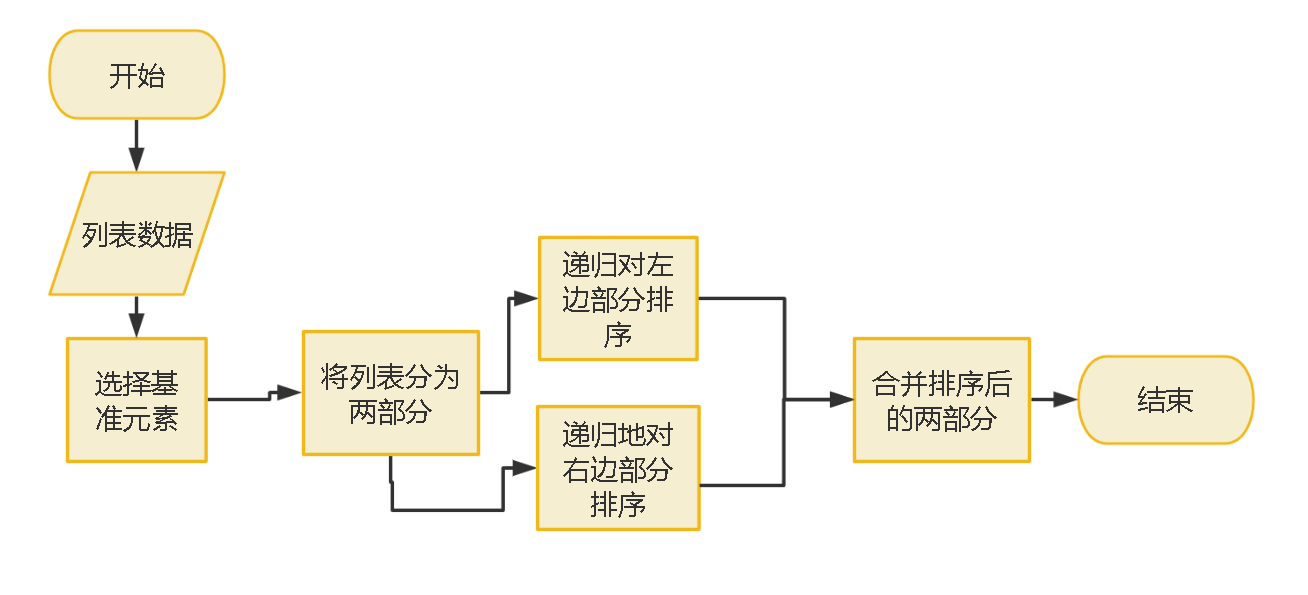 开始
列表数据
选择基
准元素
将列表分为
两部分
递归对左
边部分排
序
递归地对
右边部分
排序
合并排序后
的两部分
结束